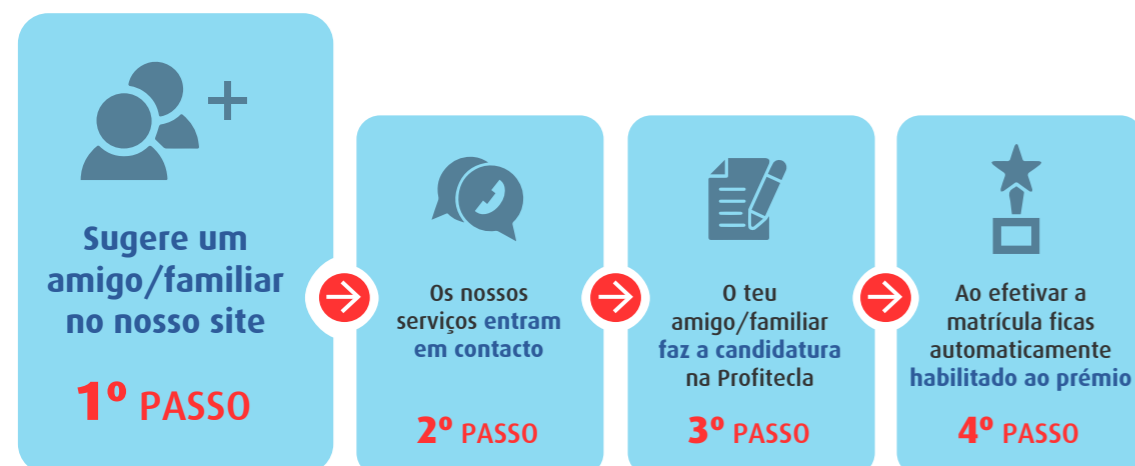 Sugere um
amigo/familiar
no nosso site
1º PASSO
Os nossos
serviços entram
em contacto
2º PASSO
O teu
amigo/familiar
faz a candidatura
na Profitecla
3º PASSO
Ao efetivar a
matrícula ficas
automaticamente
habilitado ao prémio
4º PASSO